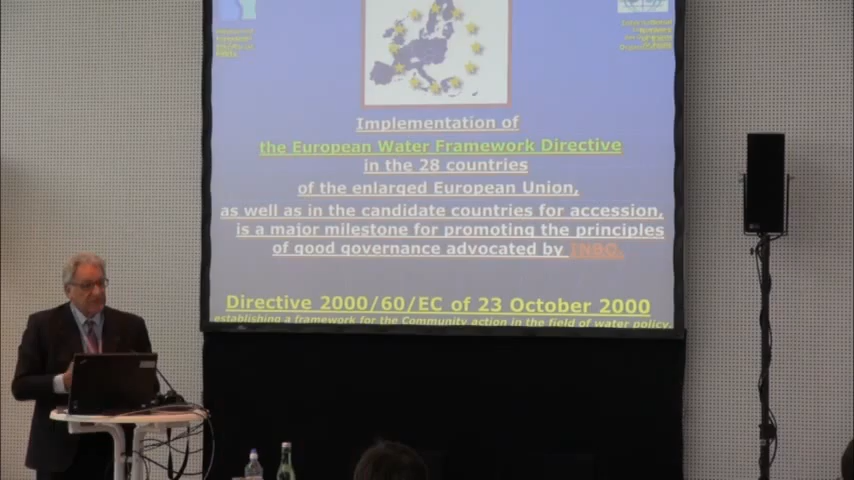 Implementation of
the European Water Framework Directive
in the 28 countries
of the enlarged European Union,
as well as in the candidate countries for accession,
is a major milestone for promoting the principles
of good governance advocated by INBO.
Directive 2000/60/EC of 23 October 2000
establishing a framework for the Community action in the field of water policy.